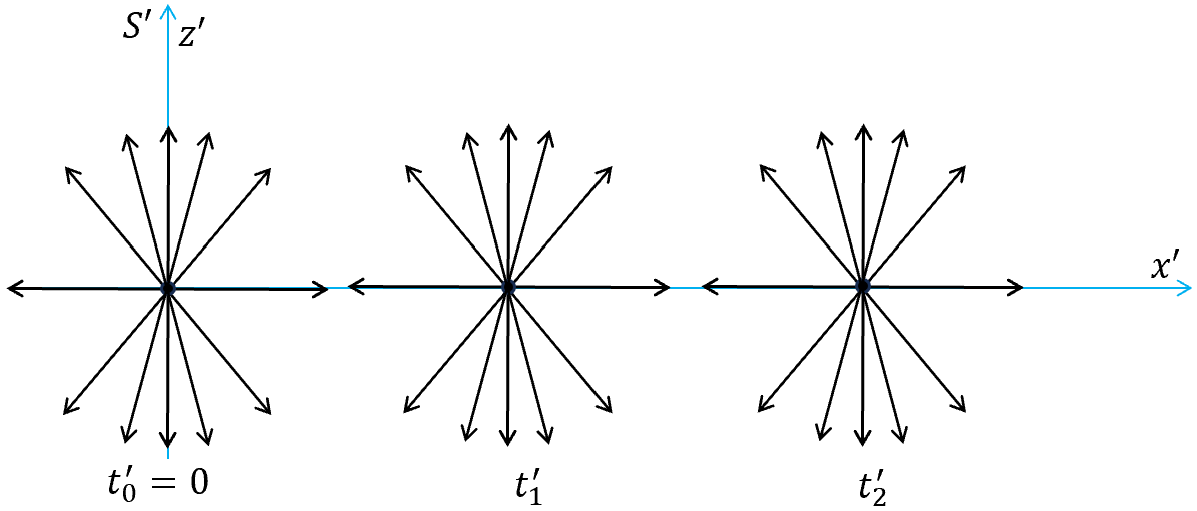 S′ z′
x′
t′₀ = 0 t′₁ t′₂